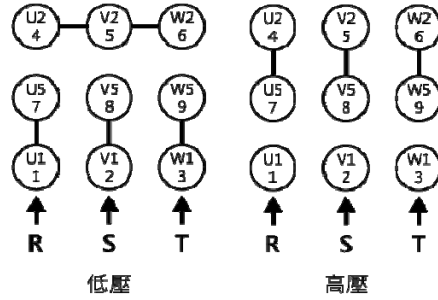 U2 V2 W2 U2 V2 W2
4 5 6 4 5 6
U5 V5 W5 U5 V5 W5
7 8 9 7 8 9
U1 V1 W1 U1 V1 W1
1 2 3 1 2 3
R S T R S T
低壓 高壓